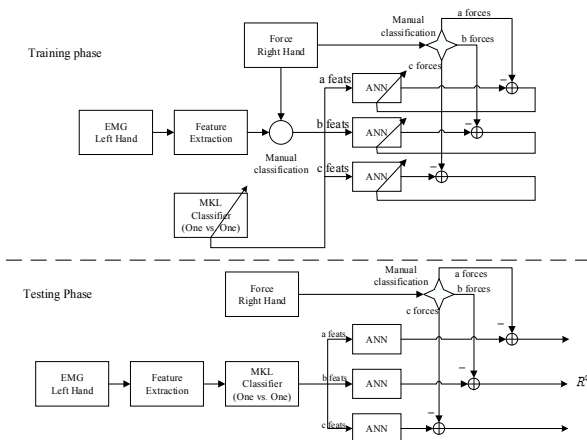 Training phase
Force
Right Hand
Manual
classification
a forces
b forces
c forces
a feats
ANN
EMG
Left Hand
Feature
Extraction
b feats
ANN
Manual
classification
c feats
ANN
MKL
Classifier
(One vs. One)
Testing Phase
Force
Right Hand
Manual
classification
a forces
b forces
c forces
a feats
ANN
EMG
Left Hand
Feature
Extraction
MKL
Classifier
(One vs. One)
b feats
ANN
c feats
ANN